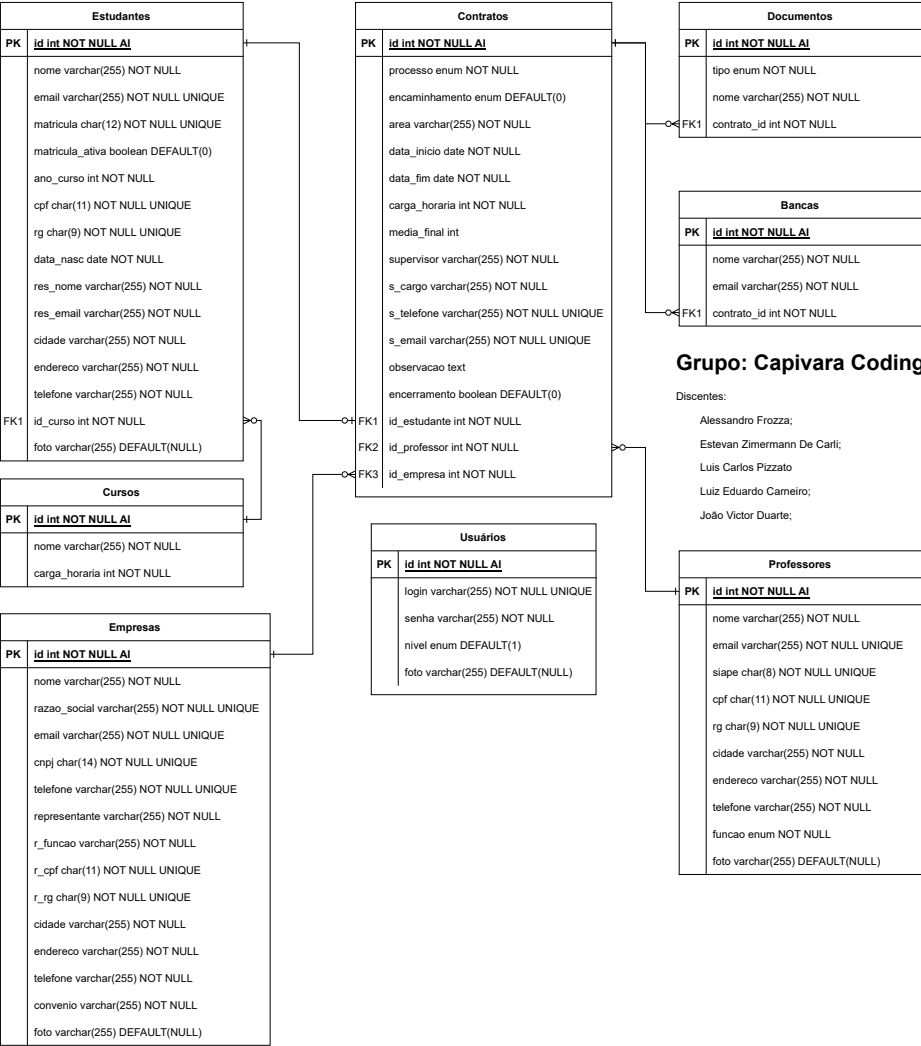 Estudantes
PK id int NOT NULL AI
nome varchar(255) NOT NULL
email varchar(255) NOT NULL UNIQUE
matricula char(12) NOT NULL UNIQUE
matricula_ativa boolean DEFAULT(0)
ano_curso int NOT NULL
cpf char(11) NOT NULL UNIQUE
rg char(9) NOT NULL UNIQUE
data_nasc date NOT NULL
res_nome varchar(255) NOT NULL
res_email varchar(255) NOT NULL
cidade varchar(255) NOT NULL
endereco varchar(255) NOT NULL
telefone varchar(255) NOT NULL
FK1 id_curso int NOT NULL
foto varchar(255) DEFAULT(NULL)
Cursos
PK id int NOT NULL AI
nome varchar(255) NOT NULL
carga_horaria int NOT NULL
Empresas
PK id int NOT NULL AI
nome varchar(255) NOT NULL
razao_social varchar(255) NOT NULL UNIQUE
email varchar(255) NOT NULL UNIQUE
cnpj char(14) NOT NULL UNIQUE
telefone varchar(255) NOT NULL UNIQUE
representante varchar(255) NOT NULL
r_funcao varchar(255) NOT NULL
r_cpf char(11) NOT NULL UNIQUE
r_rg char(9) NOT NULL UNIQUE
cidade varchar(255) NOT NULL
endereco varchar(255) NOT NULL
telefone varchar(255) NOT NULL
convenio varchar(255) NOT NULL
foto varchar(255) DEFAULT(NULL)
Contratos
PK id int NOT NULL AI
processo enum NOT NULL
encaminhamento enum DEFAULT(0)
area varchar(255) NOT NULL
data_inicio date NOT NULL
data_fim date NOT NULL
carga_horaria int NOT NULL
media_final int
supervisor varchar(255) NOT NULL
s_cargo varchar(255) NOT NULL
s_telefone varchar(255) NOT NULL UNIQUE
s_email varchar(255) NOT NULL UNIQUE
observacao text
encerramento boolean DEFAULT(0)
FK1 id_estudante int NOT NULL
FK2 id_professor int NOT NULL
FK3 id_empresa int NOT NULL
Usuários
PK id int NOT NULL AI
login varchar(255) NOT NULL UNIQUE
senha varchar(255) NOT NULL
nivel enum DEFAULT(1)
foto varchar(255) DEFAULT(NULL)
Documentos
PK id int NOT NULL AI
tipo enum NOT NULL
nome varchar(255) NOT NULL
FK1 contrato_id int NOT NULL
Bancas
PK id int NOT NULL AI
nome varchar(255) NOT NULL
email varchar(255) NOT NULL
FK1 contrato_id int NOT NULL
Grupo: Capivara Coding
Discentes:
Alessandro Frozza;
Estevan Zimermann De Carli;
Luis Carlos Pizzato
Luiz Eduardo Carneiro;
João Victor Duarte;
Professores
PK id int NOT NULL AI
nome varchar(255) NOT NULL
email varchar(255) NOT NULL UNIQUE
siape char(8) NOT NULL UNIQUE
cpf char(11) NOT NULL UNIQUE
rg char(9) NOT NULL UNIQUE
cidade varchar(255) NOT NULL
endereco varchar(255) NOT NULL
telefone varchar(255) NOT NULL
funcao enum NOT NULL
foto varchar(255) DEFAULT(NULL)